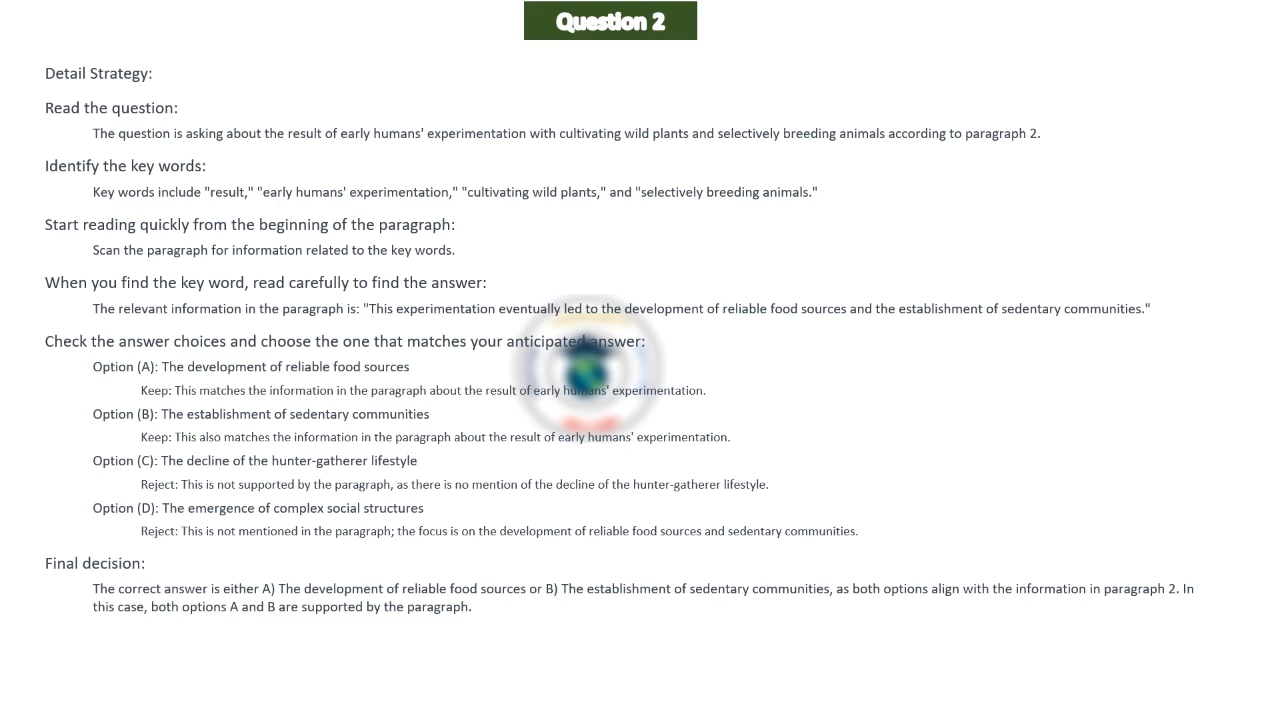 Question 2
Detail Strategy:
Read the question:
The question is asking about the result of early humans' experimentation with cultivating wild plants and selectively breeding animals according to paragraph 2.
Identify the key words:
Key words include "result," "early humans' experimentation," "cultivating wild plants," and "selectively breeding animals."
Start reading quickly from the beginning of the paragraph:
Scan the paragraph for information related to the key words.
When you find the key word, read carefully to find the answer:
The relevant information in the paragraph is: "This experimentation eventually led to the development of reliable food sources and the establishment of sedentary communities."
Check the answer choices and choose the one that matches your anticipated answer:
Option (A): The development of reliable food sources
Keep: This matches the information in the paragraph about the result of early humans' experimentation.
Option (B): The establishment of sedentary communities
Keep: This also matches the information in the paragraph about the result of early humans' experimentation.
Option (C): The decline of the hunter-gatherer lifestyle
Reject: This is not supported by the paragraph, as there is no mention of the decline of the hunter-gatherer lifestyle.
Option (D): The emergence of complex social structures
Reject: This is not mentioned in the paragraph; the focus is on the development of reliable food sources and sedentary communities.
Final decision:
The correct answer is either A) The development of reliable food sources or B) The establishment of sedentary communities, as both options align with the information in paragraph 2. In
this case, both options A and B are supported by the paragraph.